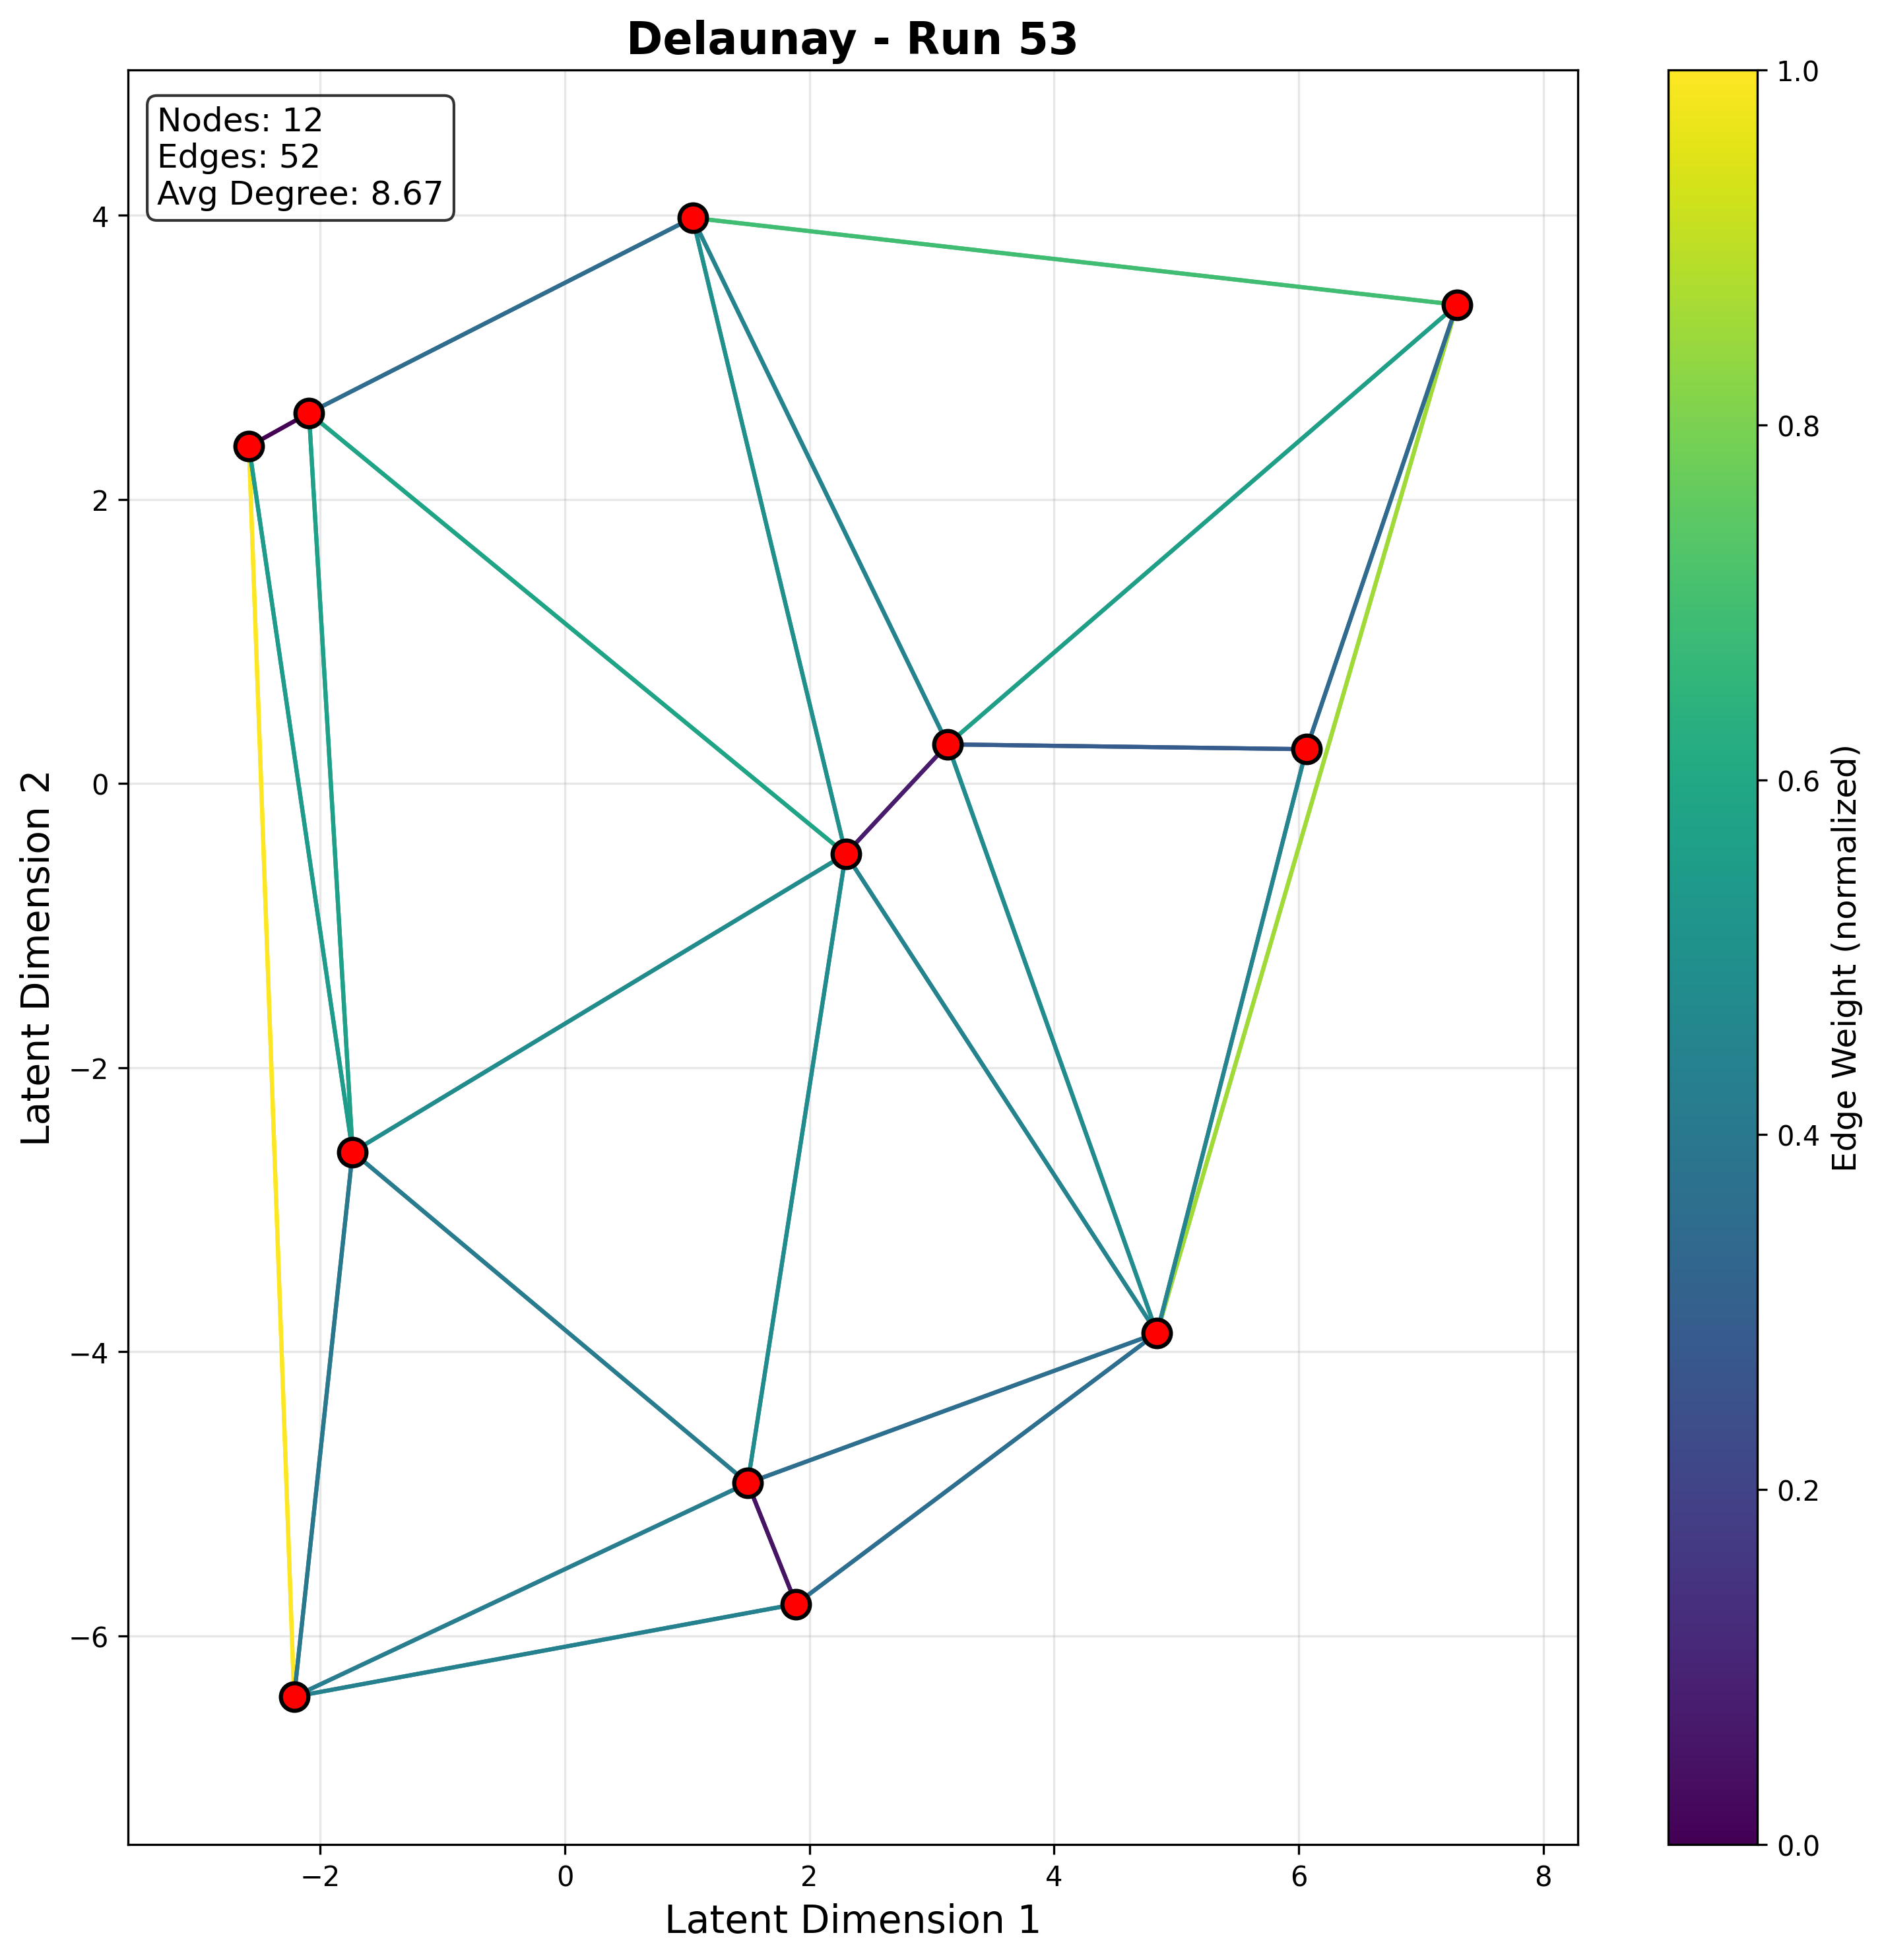 Delaunay - Run 53
Nodes: 12
Edges: 52
Avg Degree: 8.67
4
2
0
−2
−4
−6
Latent Dimension 2
−2
0
2
4
6
8
Latent Dimension 1
1.0
0.8
0.6
0.4
0.2
0.0
Edge Weight (normalized)